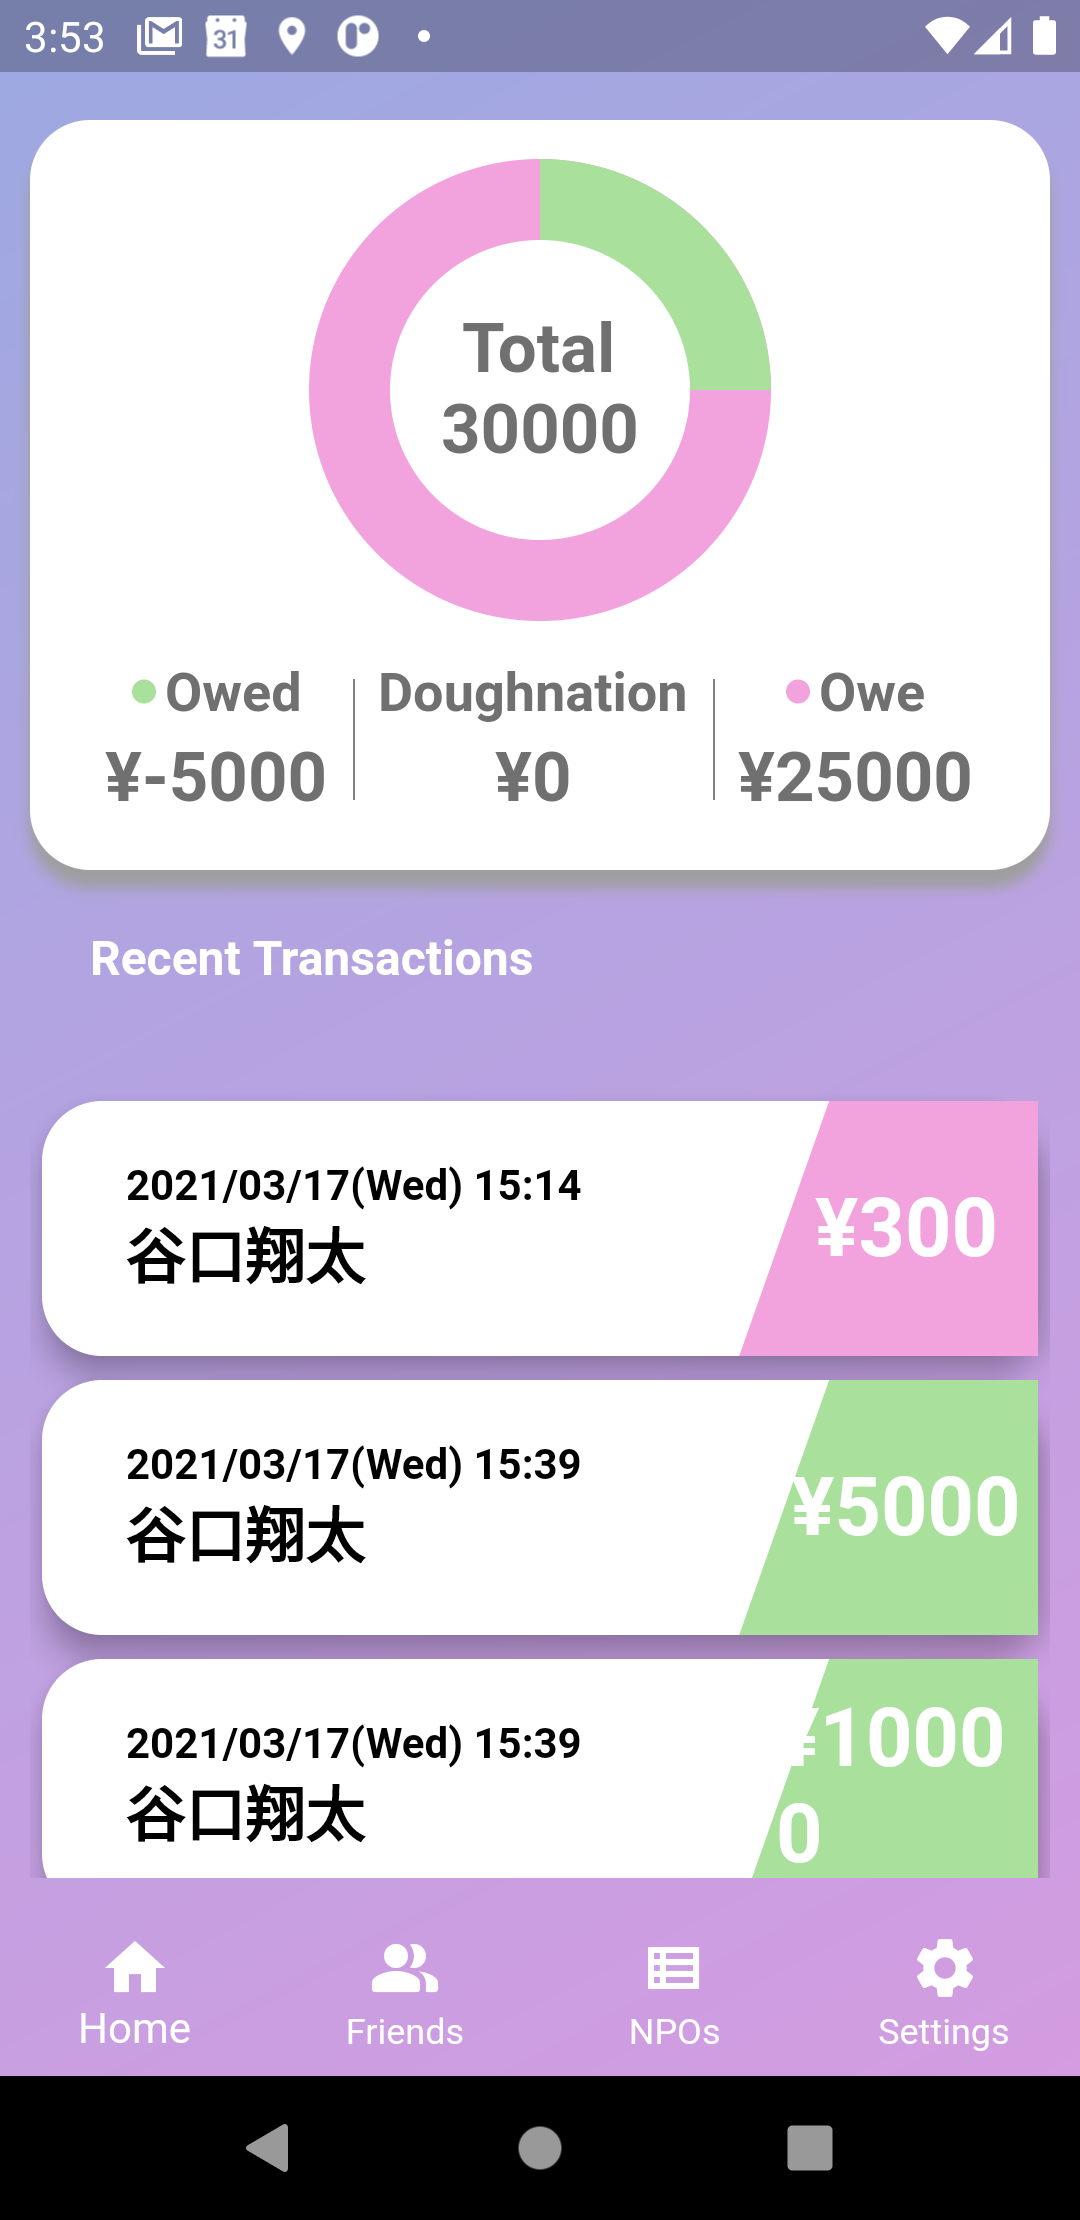 3:53
31
Total
30000
Owed
Doughnation
Owe
¥-5000
¥0
¥25000
Recent Transactions
2021/03/17(Wed) 15:14
谷口翔太
¥300
2021/03/17(Wed) 15:39
谷口翔太
¥5000
2021/03/17(Wed) 15:39
谷口翔太
¥1000
0
Home
Friends
NPOs
Settings